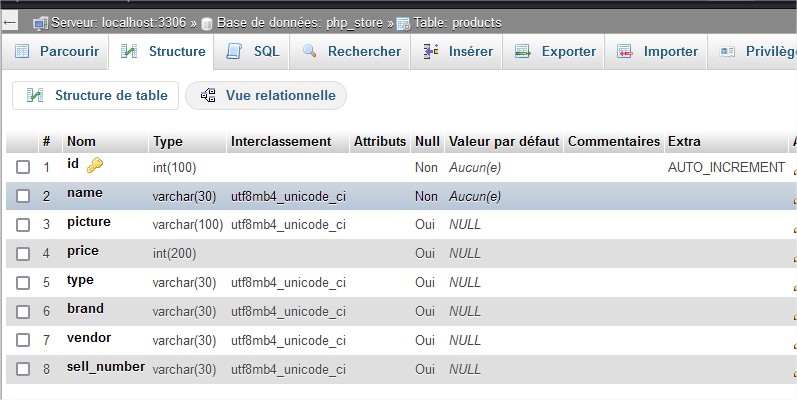 Serveur: localhost:3306 » Base de données: php_store » Table: products
Parcourir Structure SQL Rechercher Insérer Exporter Importer Privilèg
Structure de table Vue relationnelle
# Nom Type Interclassement Attributs Null Valeur par défaut Commentaires Extra
1 id int(100) Non Aucun(e) AUTO_INCREMENT
2 name varchar(30) utf8mb4_unicode_ci Non Aucun(e)
3 picture varchar(100) utf8mb4_unicode_ci Oui NULL
4 price int(200) Oui NULL
5 type varchar(30) utf8mb4_unicode_ci Oui NULL
6 brand varchar(30) utf8mb4_unicode_ci Oui NULL
7 vendor varchar(30) utf8mb4_unicode_ci Oui NULL
8 sell_number varchar(30) utf8mb4_unicode_ci Oui NULL